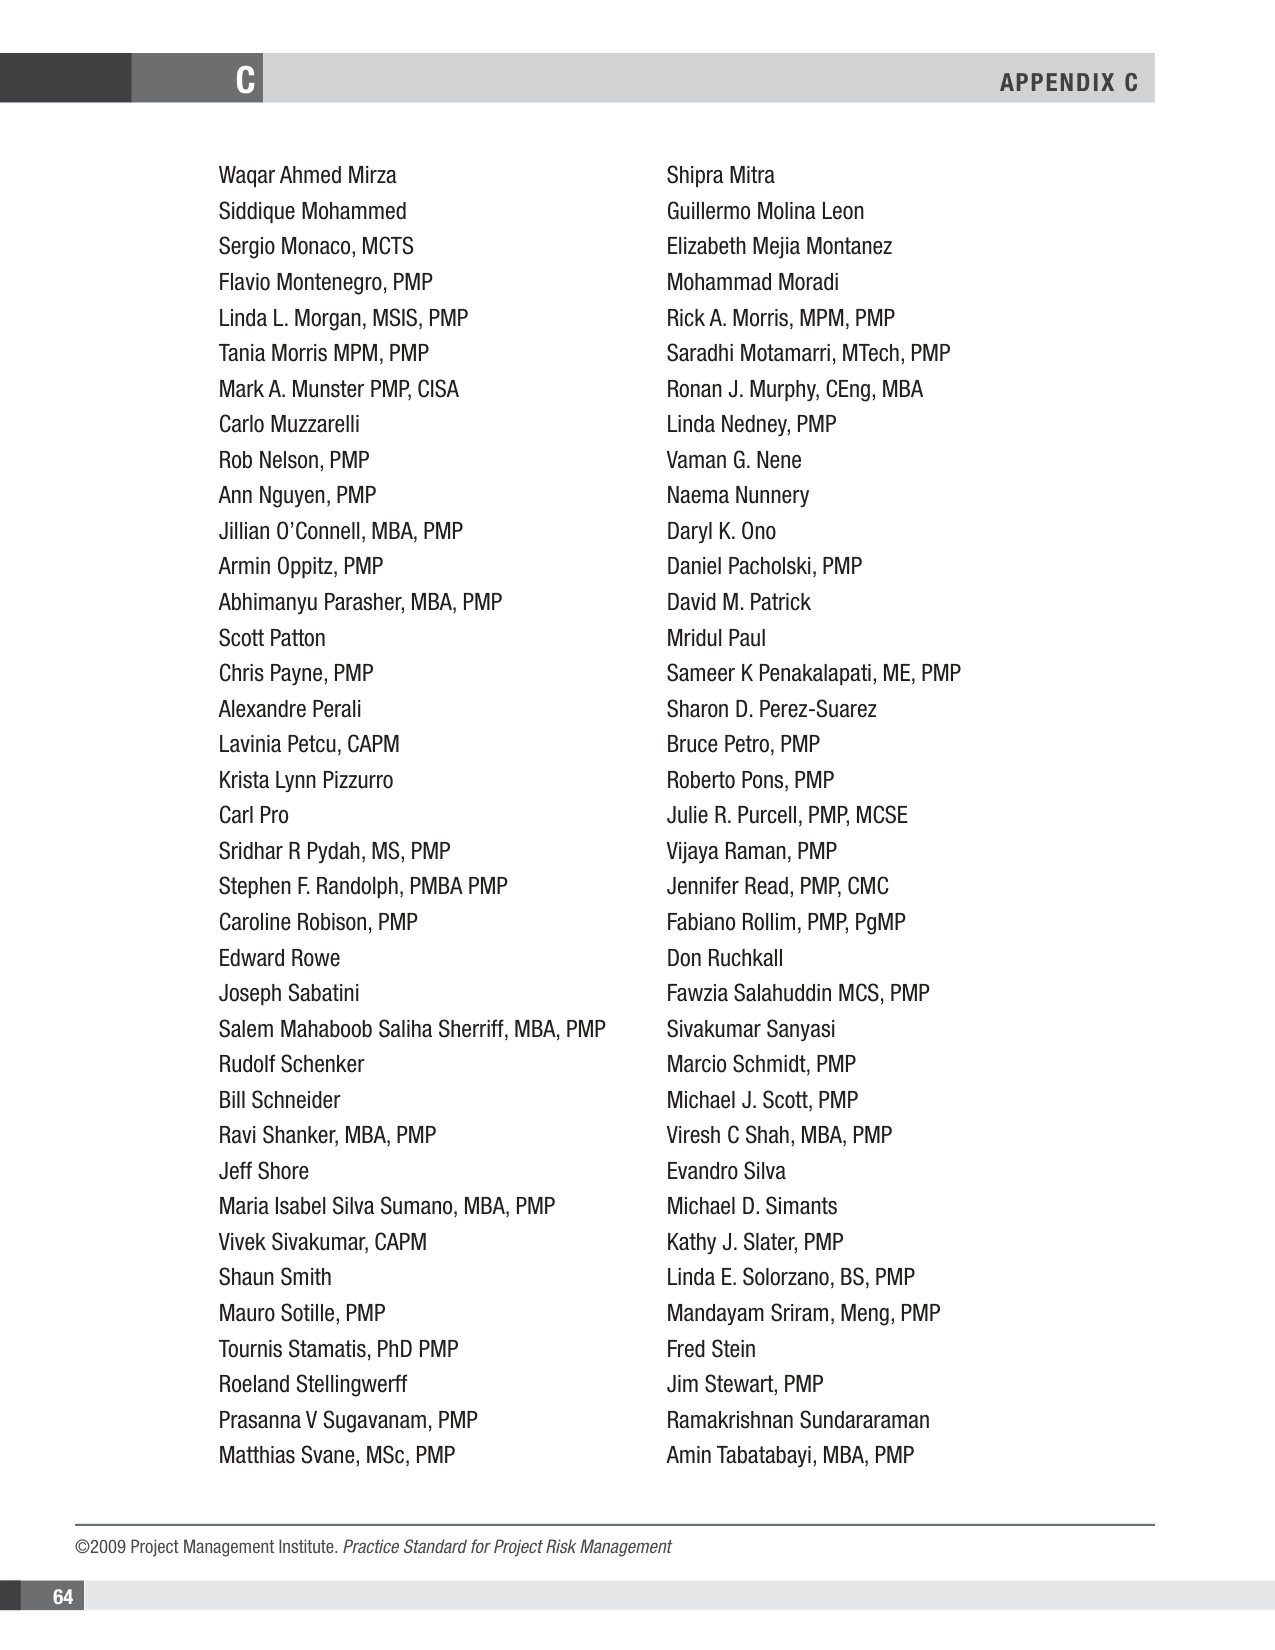 C
APPENDIX C
Waqar Ahmed Mirza
Siddique Mohammed
Sergio Monaco, MCTS
Flavio Montenegro, PMP
Linda L. Morgan, MSIS, PMP
Tania Morris MPM, PMP
Mark A. Munster PMP, CISA
Carlo Muzzarelli
Rob Nelson, PMP
Ann Nguyen, PMP
Jillian O’Connell, MBA, PMP
Armin Oppitz, PMP
Abhimanyu Parasher, MBA, PMP
Scott Patton
Chris Payne, PMP
Alexandre Perali
Lavinia Petcu, CAPM
Krista Lynn Pizzurro
Carl Pro
Sridhar R Pydah, MS, PMP
Stephen F. Randolph, PMBA PMP
Caroline Robison, PMP
Edward Rowe
Joseph Sabatini
Salem Mahaboob Saliha Sherriff, MBA, PMP
Rudolf Schenker
Bill Schneider
Ravi Shanker, MBA, PMP
Jeff Shore
Maria Isabel Silva Sumano, MBA, PMP
Vivek Sivakumar, CAPM
Shaun Smith
Mauro Sotille, PMP
Tournis Stamatis, PhD PMP
Roeland Stellingwerff
Prasanna V Sugavanam, PMP
Matthias Svane, MSc, PMP
Shipra Mitra
Guillermo Molina Leon
Elizabeth Mejia Montanez
Mohammad Moradi
Rick A. Morris, MPM, PMP
Saradhi Motamarri, MTech, PMP
Ronan J. Murphy, CEng, MBA
Linda Nedney, PMP
Vaman G. Nene
Naema Nunnery
Daryl K. Ono
Daniel Pacholski, PMP
David M. Patrick
Mridul Paul
Sameer K Penakalapati, ME, PMP
Sharon D. Perez-Suarez
Bruce Petro, PMP
Roberto Pons, PMP
Julie R. Purcell, PMP, MCSE
Vijaya Raman, PMP
Jennifer Read, PMP, CMC
Fabiano Rollim, PMP, PgMP
Don Ruchkall
Fawzia Salahuddin MCS, PMP
Sivakumar Sanyasi
Marcio Schmidt, PMP
Michael J. Scott, PMP
Viresh C Shah, MBA, PMP
Evandro Silva
Michael D. Simants
Kathy J. Slater, PMP
Linda E. Solorzano, BS, PMP
Mandayam Sriram, Meng, PMP
Fred Stein
Jim Stewart, PMP
Ramakrishnan Sundararaman
Amin Tabatabayi, MBA, PMP
©2009 Project Management Institute. Practice Standard for Project Risk Management
64